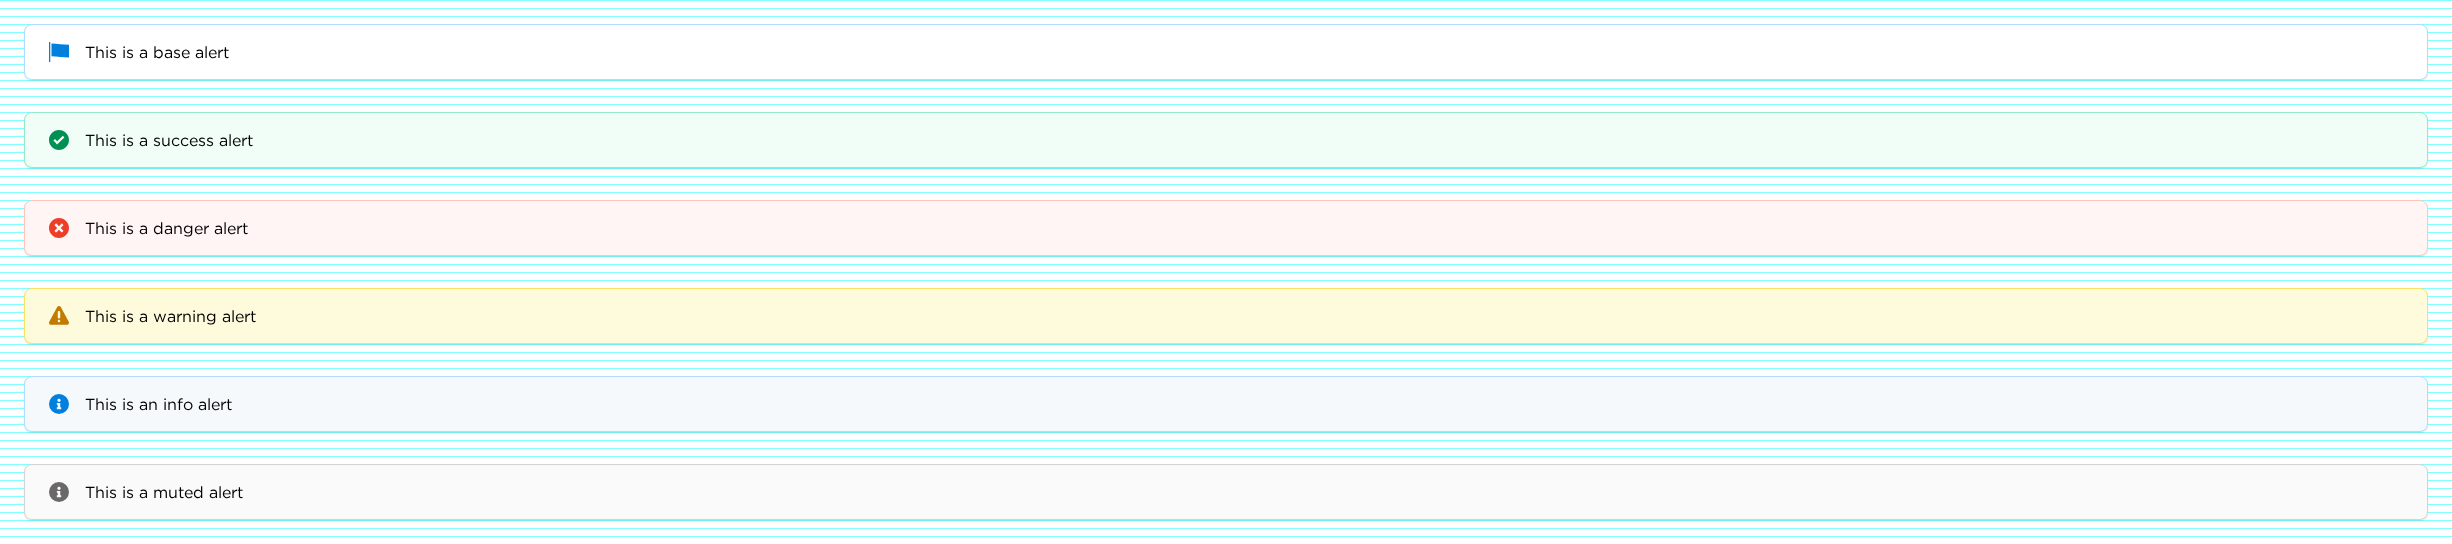 This is a base alert
This is a success alert
This is a danger alert
This is a warning alert
This is an info alert
This is a muted alert